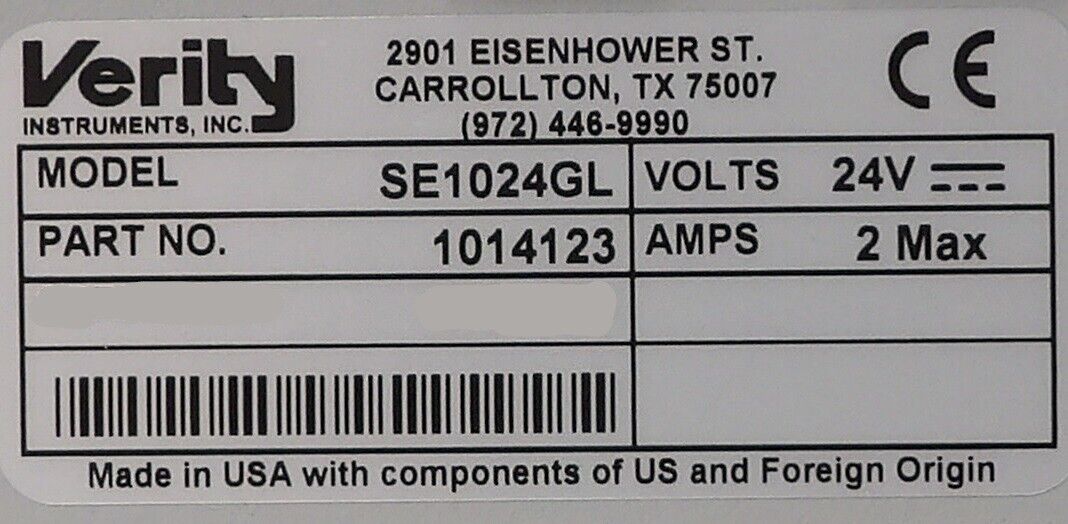 Verity
INSTRUMENTS, INC.
2901 EISENHOWER ST.
CARROLLTON, TX 75007
(972) 446-9990
CE
MODEL SE1024GL VOLTS 24V
PART NO. 1014123 AMPS 2 Max
Made in USA with components of US and Foreign Origin